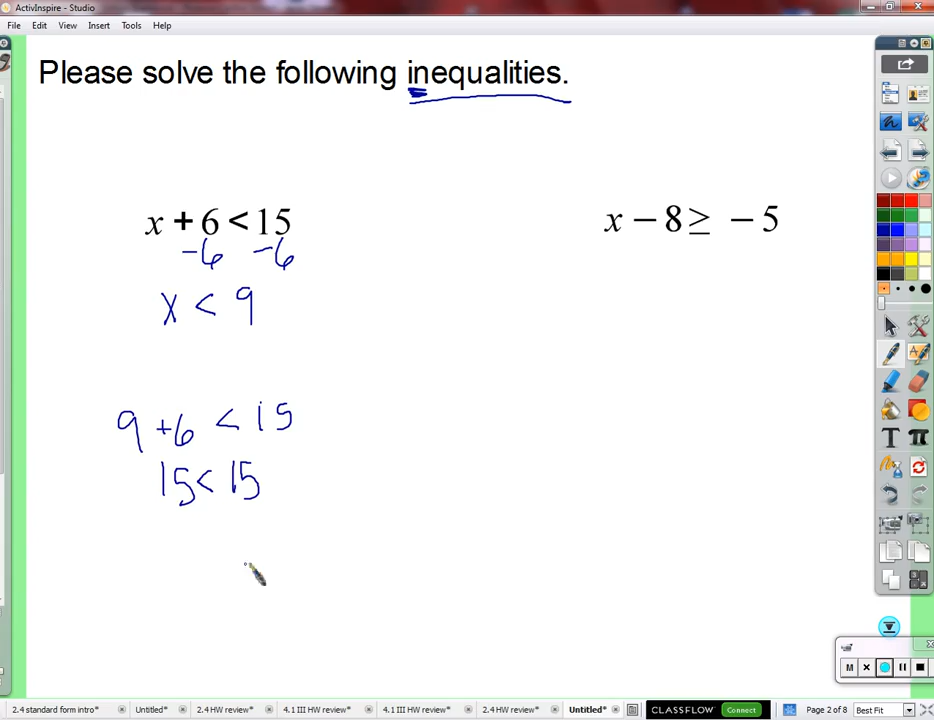 ActivInspire - Studio
File Edit View Insert Tools Help
Please solve the following inequalities.
x + 6 < 15
-6 -6
x < 9
9 +6 < 15
15 < 15
x − 8 ≥ − 5
T π
M
2.4 standard form intro* Untitled* 2.4 HW review* 4.1 III HW review* 4.1 III HW review* 2.4 HW review* Untitled* CLASSFLOW Connect Page 2 of 8 Best Fit